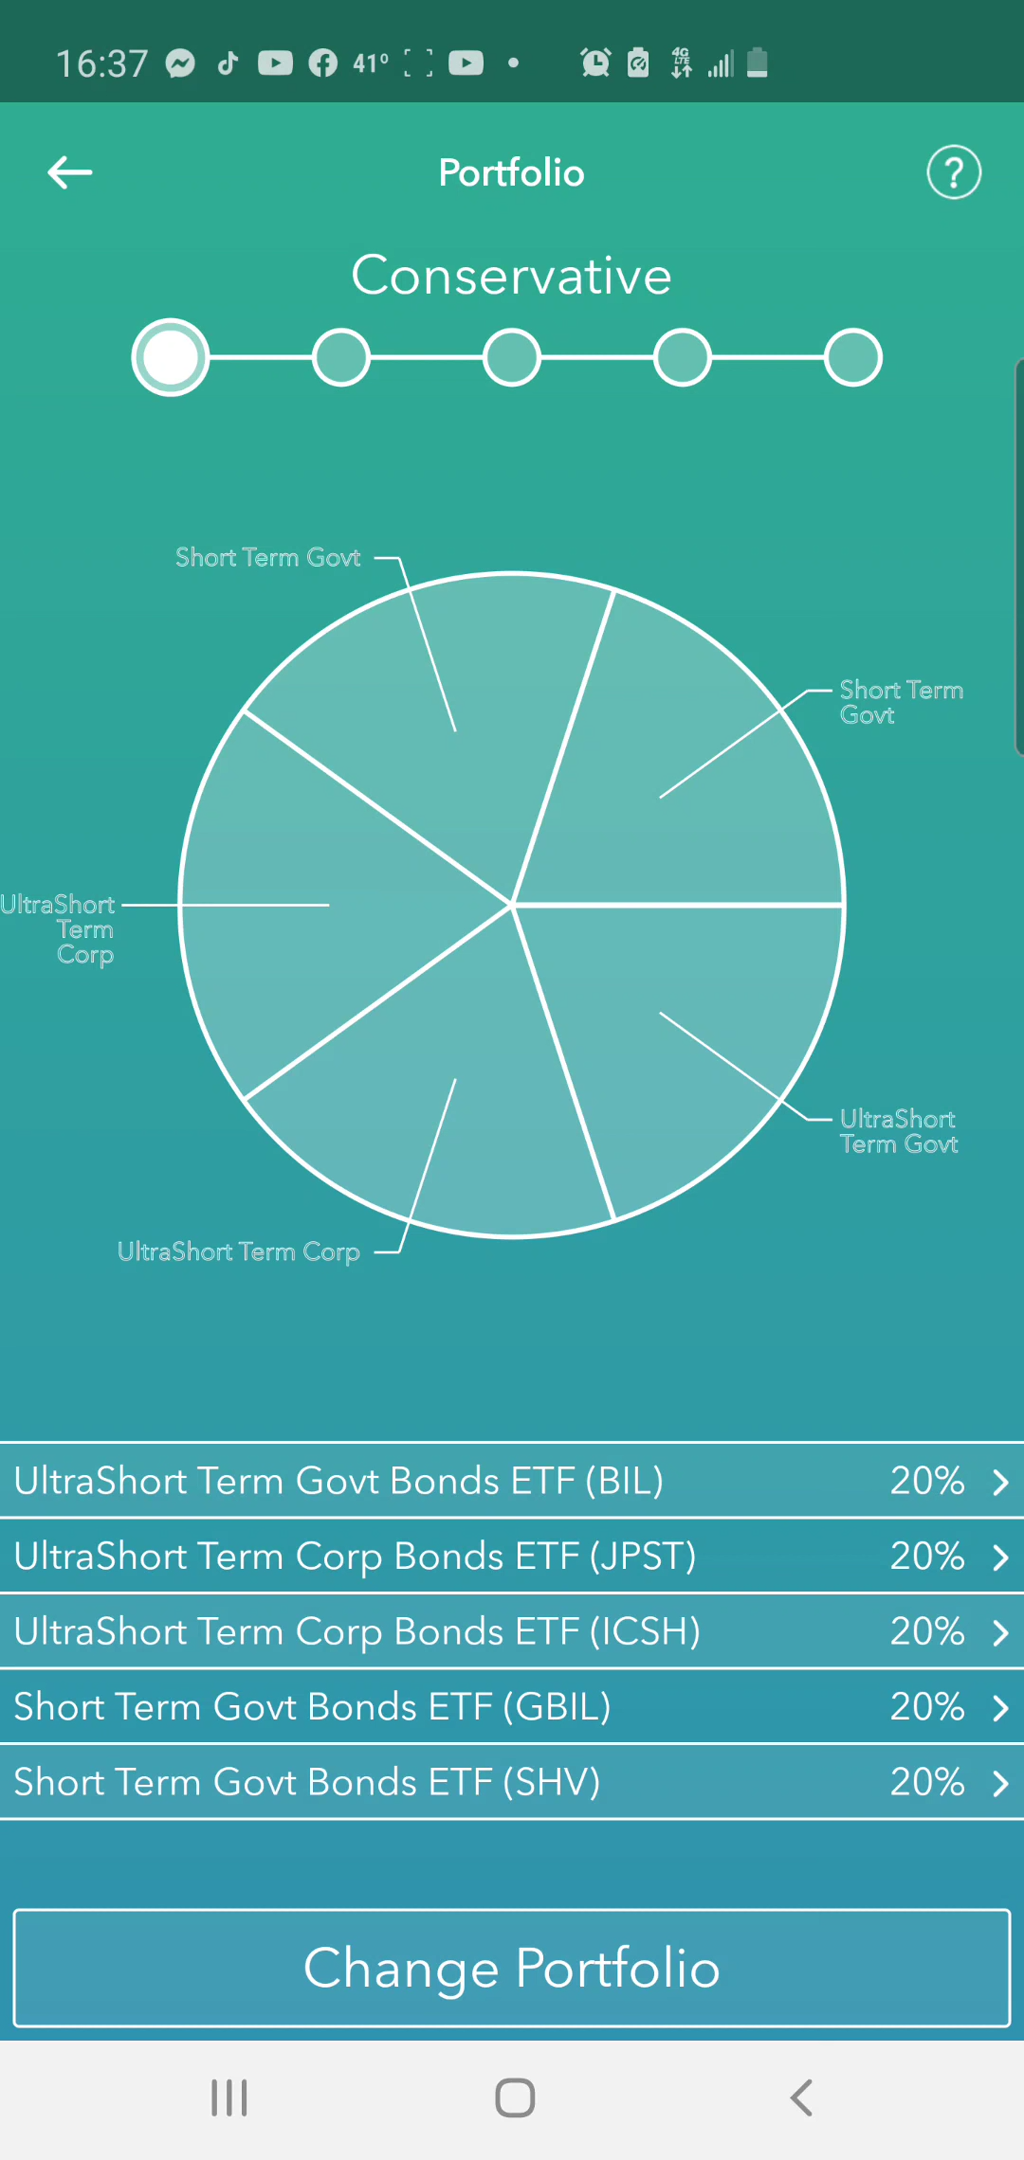 16:37 41° 4G LTE
Portfolio ?
Conservative
Short Term Govt
Short Term
Govt
UltraShort
Term
Corp
UltraShort
Term Govt
UltraShort Term Corp
UltraShort Term Govt Bonds ETF (BIL) 20%
UltraShort Term Corp Bonds ETF (JPST) 20%
UltraShort Term Corp Bonds ETF (ICSH) 20%
Short Term Govt Bonds ETF (GBIL) 20%
Short Term Govt Bonds ETF (SHV) 20%
Change Portfolio